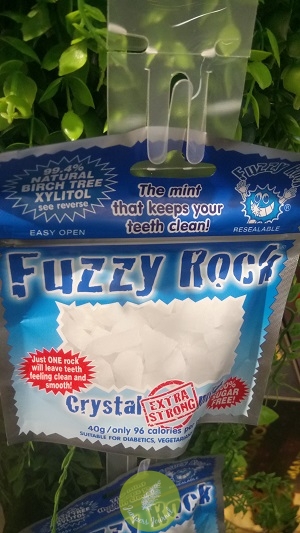 99.4%
NATURAL
BIRCH TREE
XYLITOL
see reverse
EASY OPEN
The mint
that keeps your
teeth clean!
Fuzzy Rock
®
RESEALABLE
Fuzzy Rock
Just ONE rock
will leave teeth
feeling clean and
smooth!
Crystal
EXTRA
STRONG
SUGAR
FREE!
40g/only 96 calories
SUITABLE FOR DIABETICS,